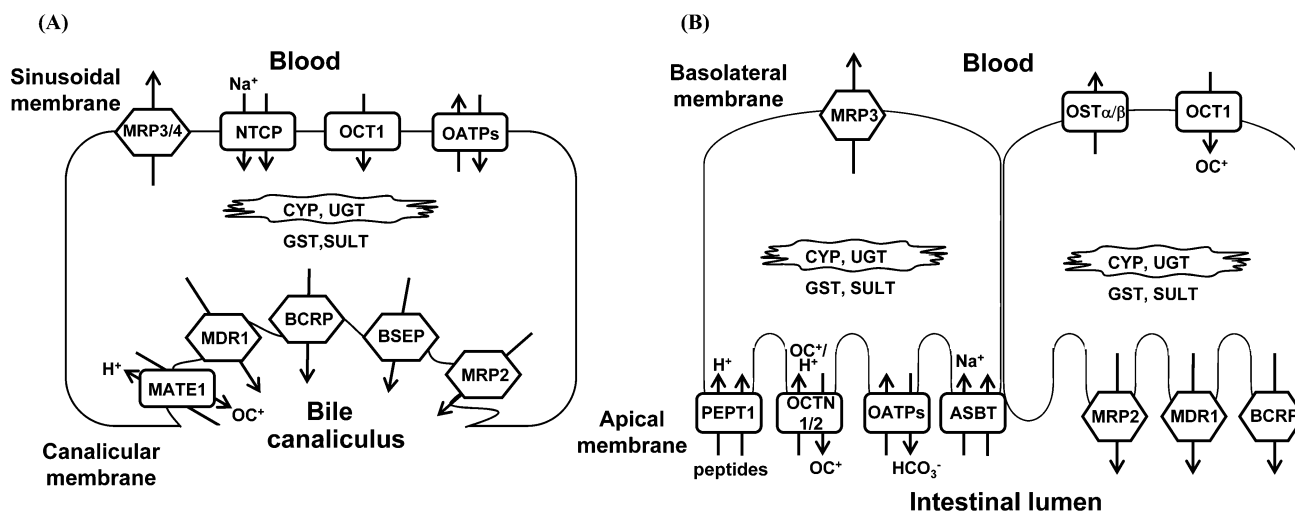 (A)
Blood
Sinusoidal
membrane
Na⁺
MRP3/4
NTCP
OCT1
OATPs
CYP, UGT
GST,SULT
BCRP
MDR1
BSEP
MRP2
H⁺
MATE1
OC⁺
Bile
canaliculus
Canalicular
membrane
(B)
Blood
Basolateral
membrane
MRP3
OSTα/β
OCT1
OC⁺
CYP, UGT
GST, SULT
CYP, UGT
GST, SULT
H⁺
OC⁺/
H⁺
Na⁺
Apical
membrane
PEPT1
OCTN
1/2
OATPs
ASBT
MRP2
MDR1
BCRP
peptides
OC⁺
HCO₃⁻
Intestinal lumen